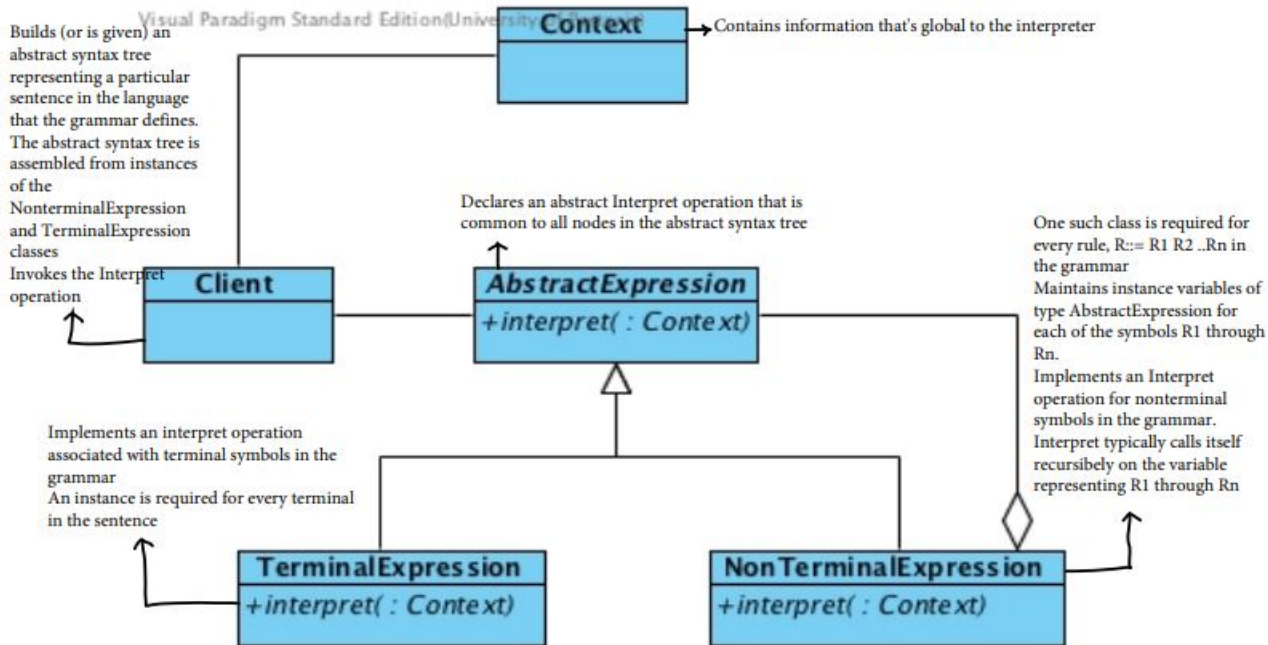 Visual Paradigm Standard Edition(University
Context
Contains information that's global to the interpreter
Builds (or is given) an
abstract syntax tree
representing a particular
sentence in the language
that the grammar defines.
The abstract syntax tree is
assembled from instances
of the
NonterminalExpression
and TerminalExpression
classes
Invokes the Interpret
operation
Client
Declares an abstract Interpret operation that is
common to all nodes in the abstract syntax tree
AbstractExpression
+interpret( : Context)
One such class is required for
every rule, R::= R1 R2 ..Rn in
the grammar
Maintains instance variables of
type AbstractExpression for
each of the symbols R1 through
Rn.
Implements an Interpret
operation for nonterminal
symbols in the grammar.
Interpret typically calls itself
recursibely on the variable
representing R1 through Rn
Implements an interpret operation
associated with terminal symbols in the
grammar
An instance is required for every terminal
in the sentence
TerminalExpression
+interpret( : Context)
NonTerminalExpression
+interpret( : Context)